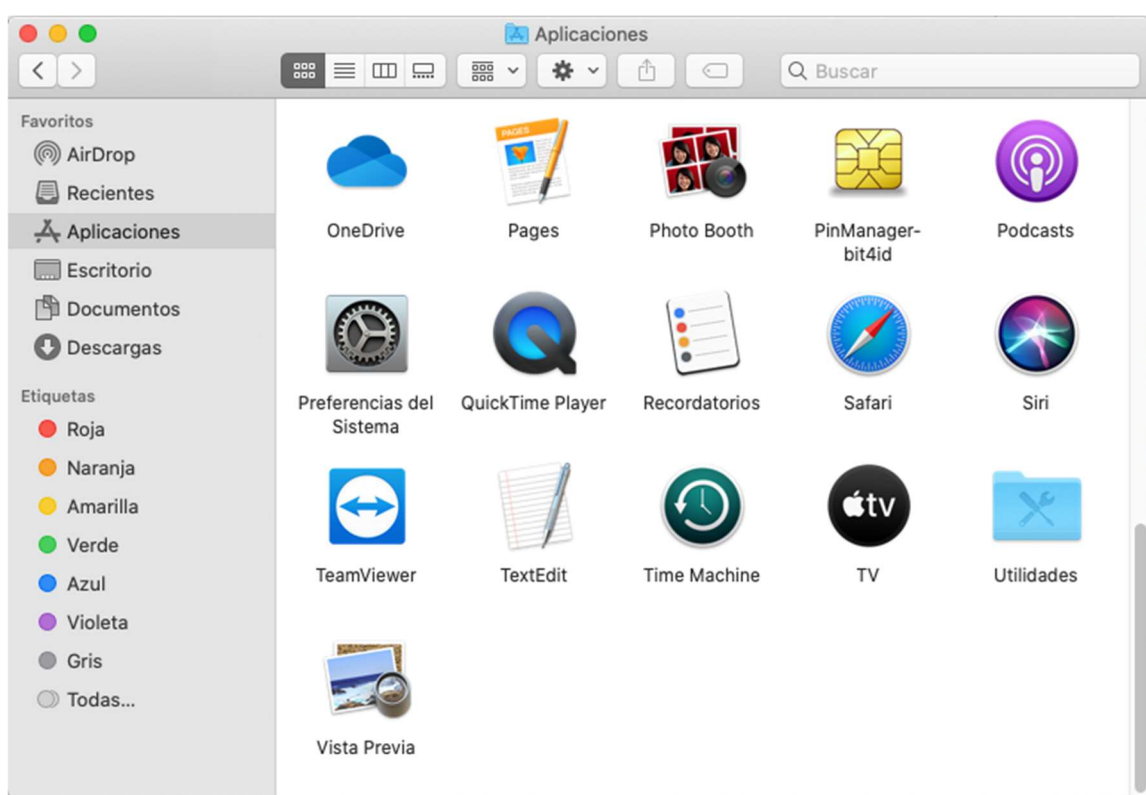 Aplicaciones
Buscar
Favoritos
AirDrop
Recientes
Aplicaciones
Escritorio
Documentos
Descargas
Etiquetas
Roja
Naranja
Amarilla
Verde
Azul
Violeta
Gris
Todas...
PAGES
OneDrive
Pages
Photo Booth
PinManager-
bit4id
Podcasts
Preferencias del
Sistema
QuickTime Player
Recordatorios
Safari
Siri
tv
TeamViewer
TextEdit
Time Machine
TV
Utilidades
Vista Previa